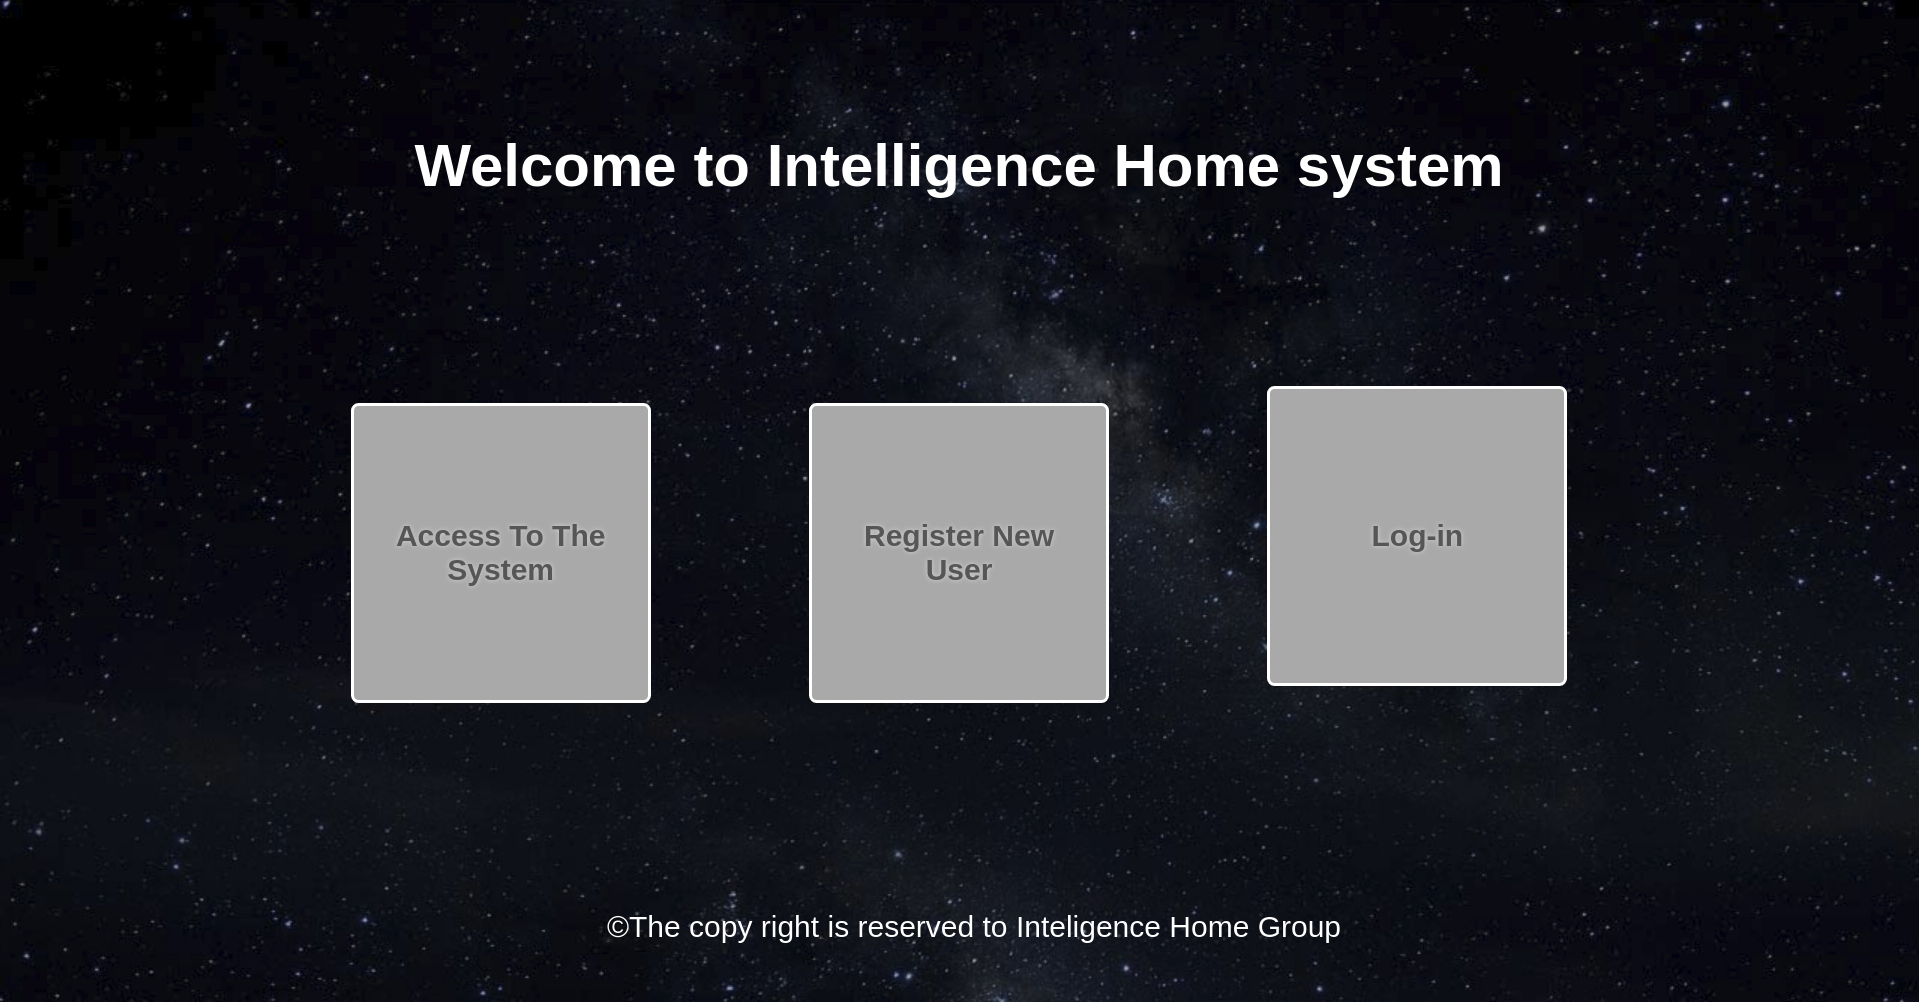 Welcome to Intelligence Home system
Access To The
System
Register New
User
Log-in
©The copy right is reserved to Inteligence Home Group